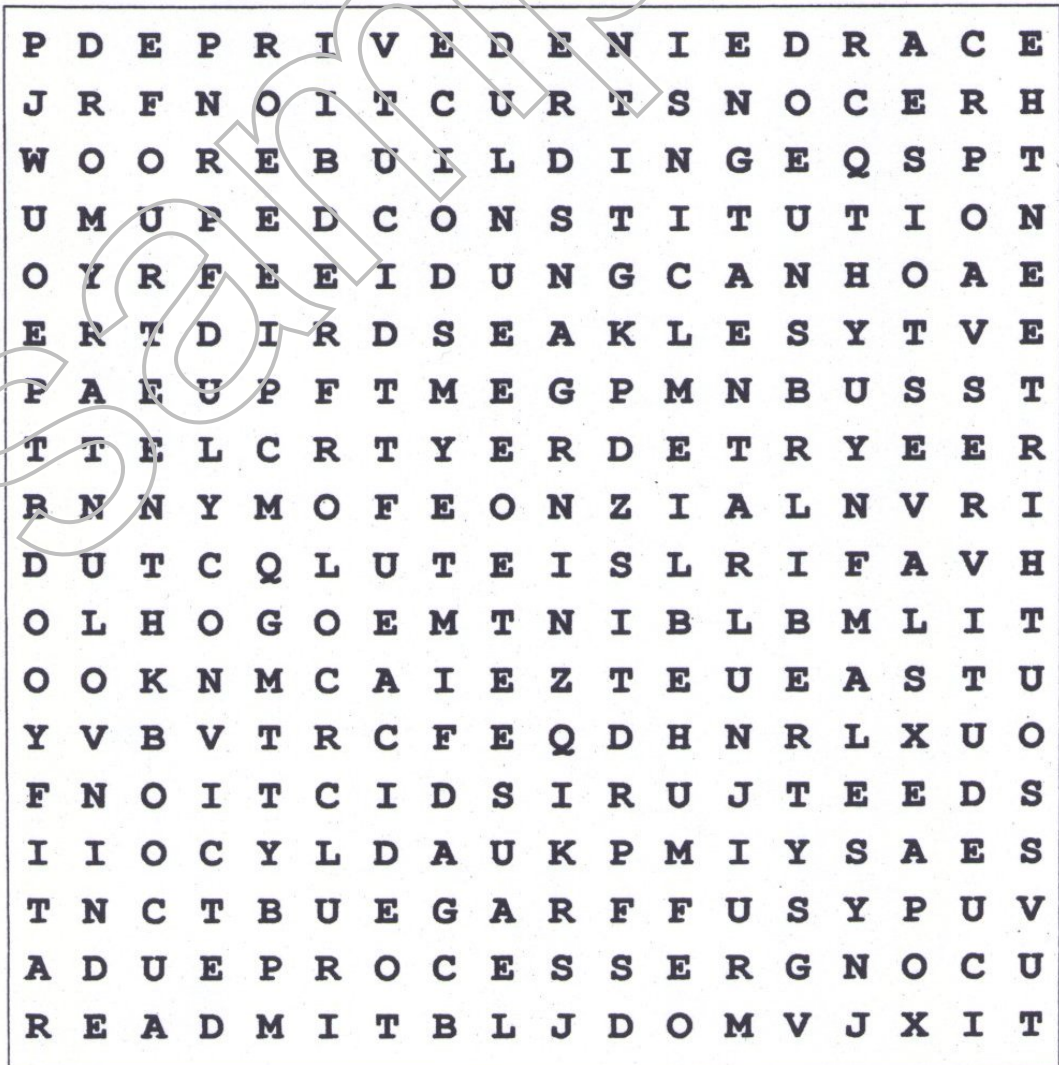 P D E P R I V E D E N I E D R A C E
J R F N O I T C U R T S N O C E R H
W O O R E B U I L D I N G E Q S P T
U M U P E D C O N S T I T U T I O N
O Y R F E E I D U N G C A N H O A E
E R T D I R D S E A K L E S Y T V E
P A E U P F T M E G P M N B U S S T
T T E L C R T Y E R D E T R Y E E R
R N N Y M O F E O N Z I A L N V R I
D U T C Q L U T E I S L R I F A V H
O L H O G O E M T N I B L B M L I T
O O K N M C A I E Z T E U E A S T U
Y V B V T R C F E Q D H N R L X U O
F N O I T C I D S I R U J T E E D S
I I O C Y L D A U K P M I Y S A E S
T N C T B U E G A R F F U S Y P U V
A D U E P R O C E S S E R G N O C U
R E A D M I T B L J D O M V J X I T